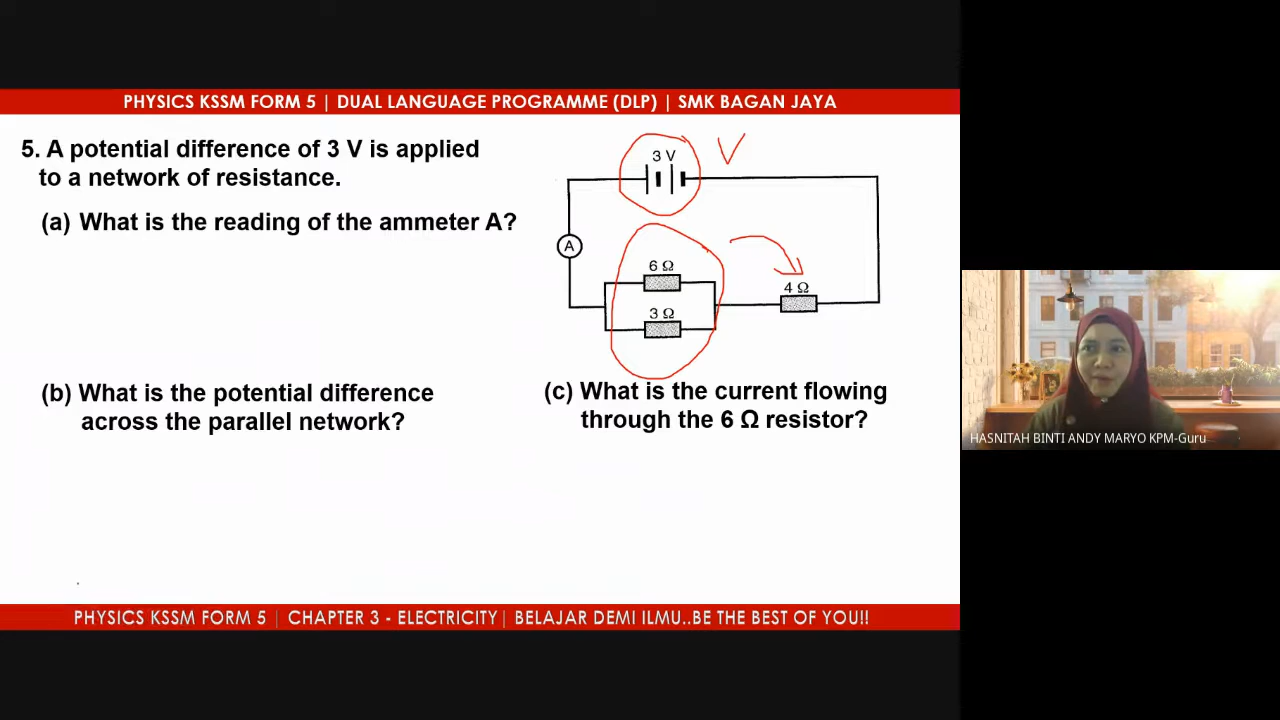 PHYSICS KSSM FORM 5 | DUAL LANGUAGE PROGRAMME (DLP) | SMK BAGAN JAYA
5. A potential difference of 3 V is applied
to a network of resistance.
(a) What is the reading of the ammeter A?
3 V
V
A
6 Ω
3 Ω
4 Ω
(b) What is the potential difference
across the parallel network?
(c) What is the current flowing
through the 6 Ω resistor?
HASNITAH BINTI ANDY MARYO KPM-Guru
PHYSICS KSSM FORM 5 | CHAPTER 3 - ELECTRICITY | BELAJAR DEMI ILMU..BE THE BEST OF YOU!!